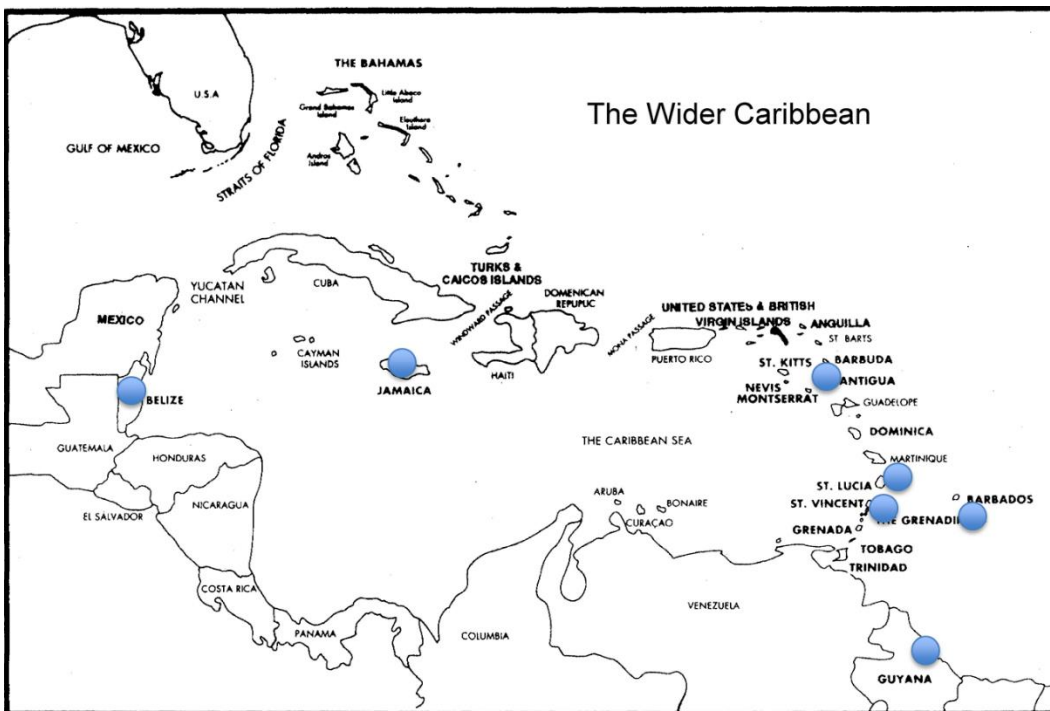 THE BAHAMAS
Little Abaco
Island
Grand Bahamas
Island
U.S.A
The Wider Caribbean
Eleuthera
Island
GULF OF MEXICO
STRAITS OF FLORIDA
Andros
Island
TURKS &
CAICOS ISLANDS
YUCATAN
CHANNEL
CUBA
WINDWARD PASSAGE
DOMENICAN
REPUPUC
MEXICO
UNITED STATES & BRITISH
VIRGIN ISLANDS
MONA PASSAGE
ANGUILLA
ST BARTS
CAYMAN
ISLANDS
PUERTO RICO
ST. KITTS
BARBUDA
HAITI
JAMAICA
NEVIS
ANTIGUA
MONTSERRAT
BELIZE
GUADELOPE
DOMINICA
THE CARIBBEAN SEA
GUATEMALA
HONDURAS
MARTINIQUE
ST. LUCIA
ARUBA
BONAIRE
BARBADOS
NICARAGUA
ST. VINCENT
EL SALVADOR
CURAÇAO
GRENADA
TOBAGO
TRINIDAD
COSTA RICA
VENEZUELA
PANAMA
COLUMBIA
GUYANA